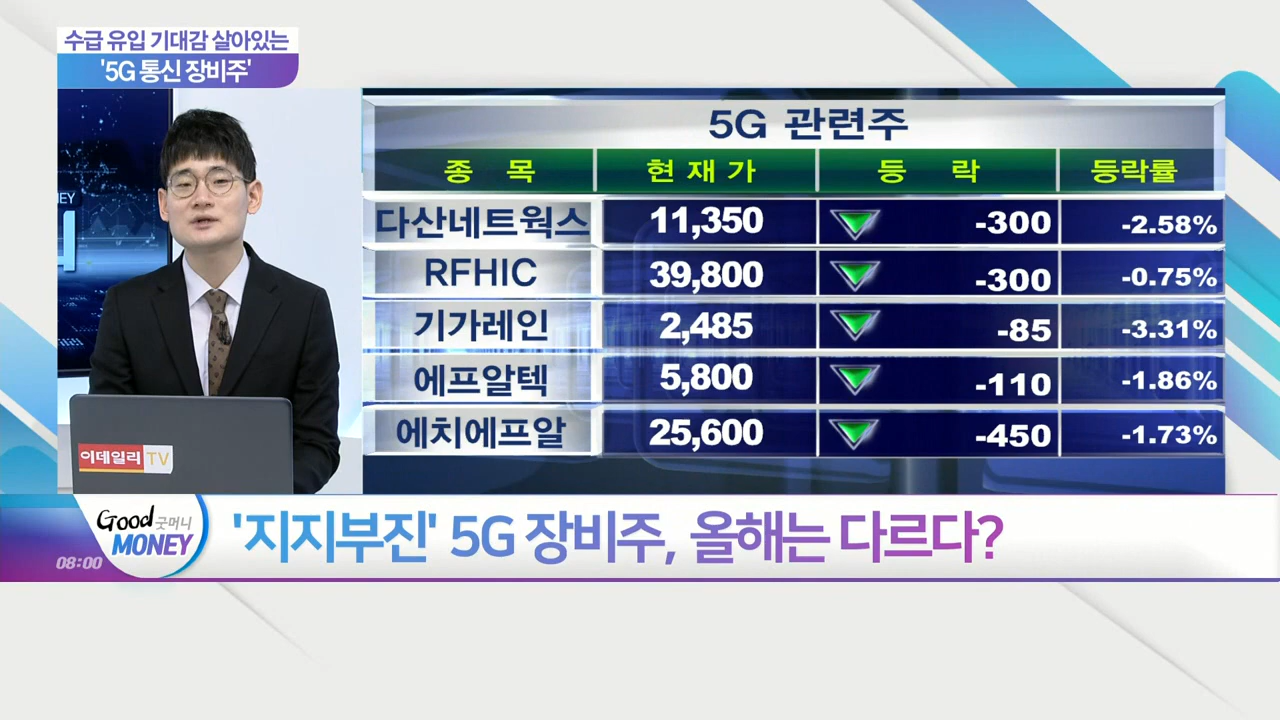 수급 유입 기대감 살아있는
'5G 통신 장비주'
NEY
5G 관련주
종 목 현 재 가 등 락 등락률
다산네트웍스 11,350 -300 -2.58%
RFHIC 39,800 -300 -0.75%
기가레인 2,485 -85 -3.31%
에프알텍 5,800 -110 -1.86%
에치에프알 25,600 -450 -1.73%
이데일리 TV
Good 굿머니
MONEY
08:00
'지지부진' 5G 장비주, 올해는 다르다?